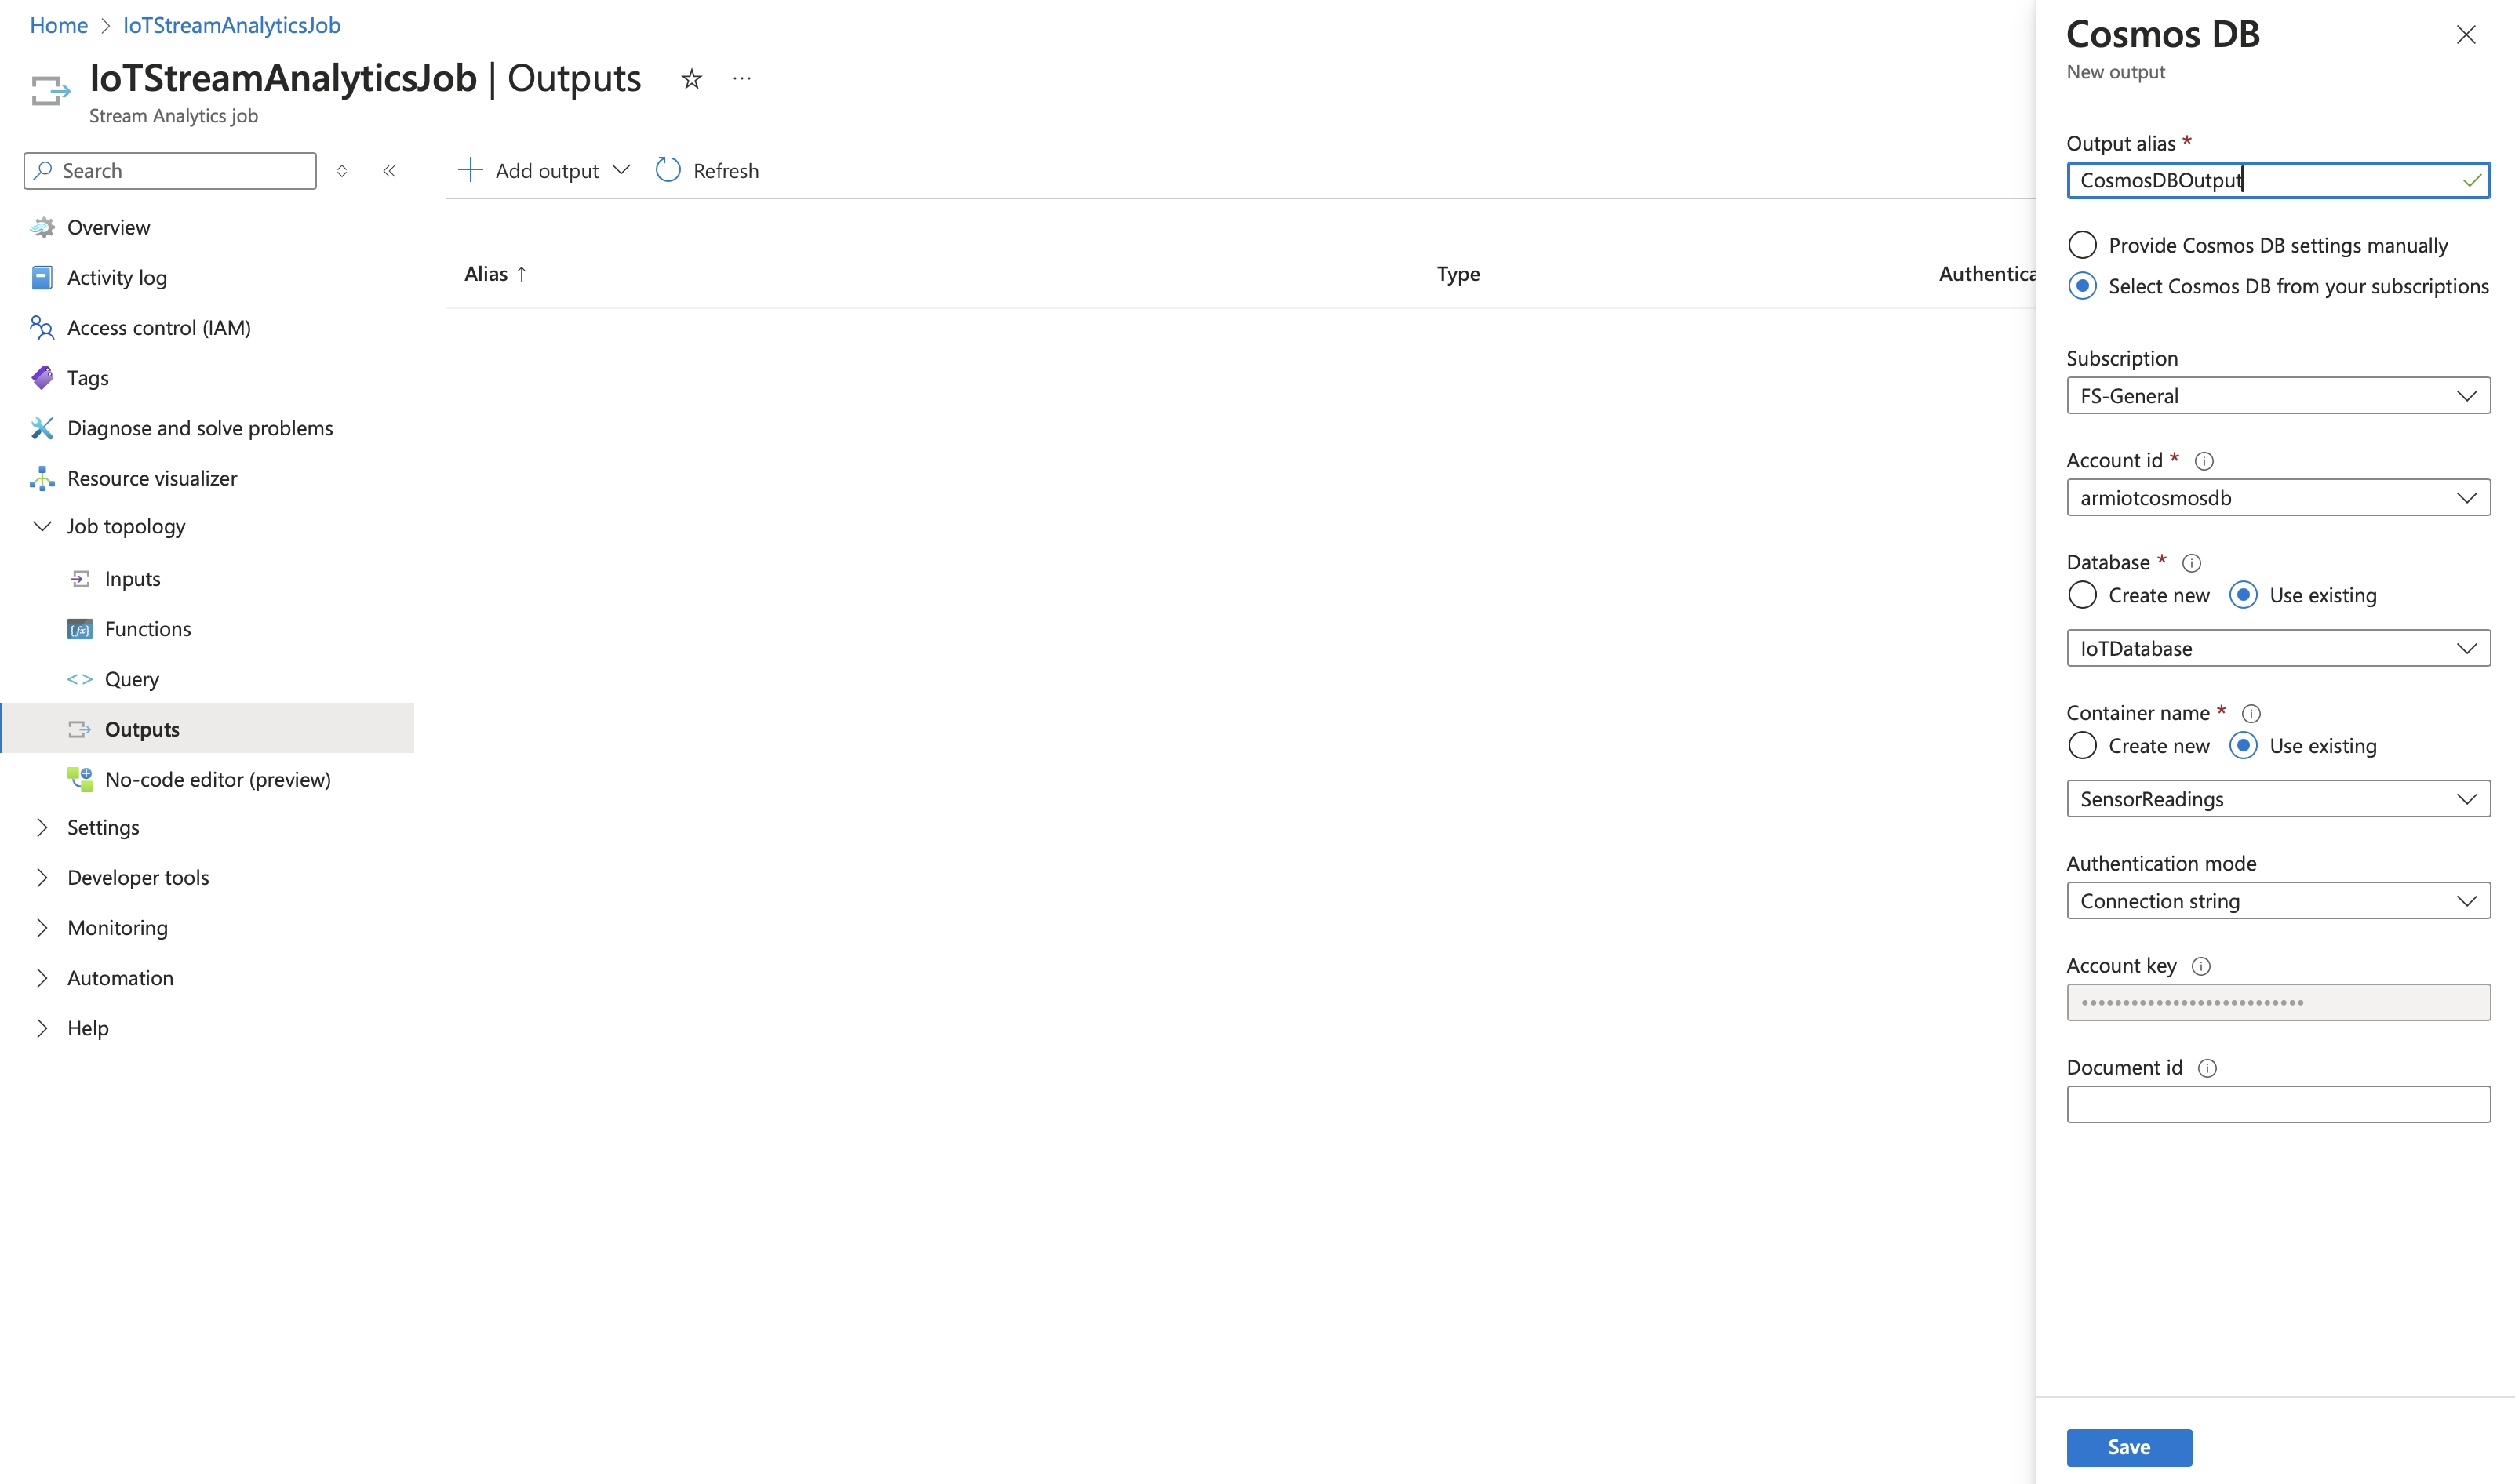 Home > IoTStreamAnalyticsJob
IoTStreamAnalyticsJob | Outputs
Stream Analytics job
Search
Overview
Activity log
Access control (IAM)
Tags
Diagnose and solve problems
Resource visualizer
Job topology
Inputs
Functions
Query
Outputs
No-code editor (preview)
Settings
Developer tools
Monitoring
Automation
Help
Add output
Refresh
Alias ↑
Type
Authentica
Cosmos DB
New output
Output alias *
CosmosDBOutput
Provide Cosmos DB settings manually
Select Cosmos DB from your subscriptions
Subscription
FS-General
Account id *
armiotcosmosdb
Database *
Create new
Use existing
IoTDatabase
Container name *
Create new
Use existing
SensorReadings
Authentication mode
Connection string
Account key
•••••••••••••••••••••••••••
Document id
Save